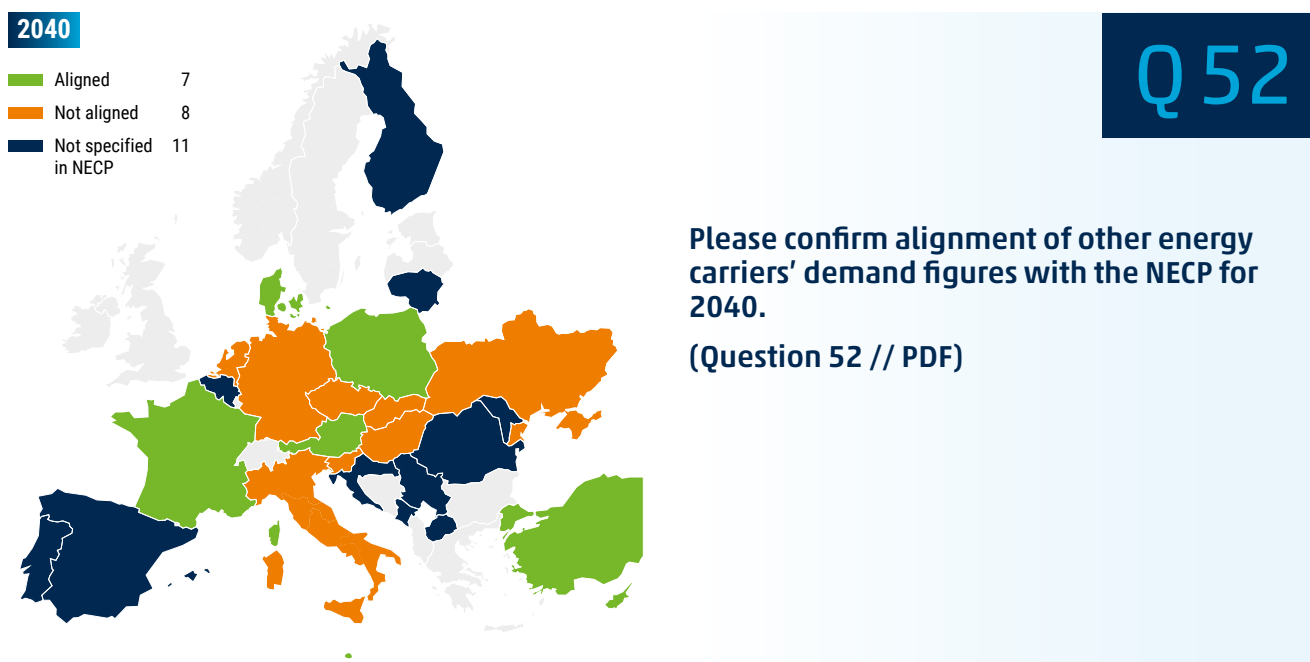 2040
Aligned 7
Not aligned 8
Not specified 11
in NECP
Q 52
Please confirm alignment of other energy
carriers’ demand figures with the NECP for
2040.
(Question 52 // PDF)